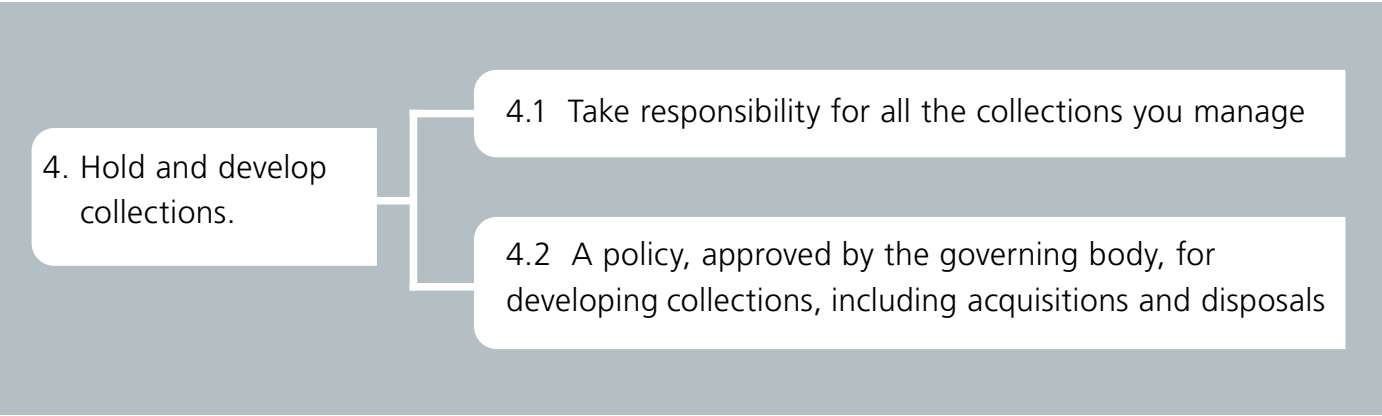 4. Hold and develop
collections.
4.1 Take responsibility for all the collections you manage
4.2 A policy, approved by the governing body, for
developing collections, including acquisitions and disposals